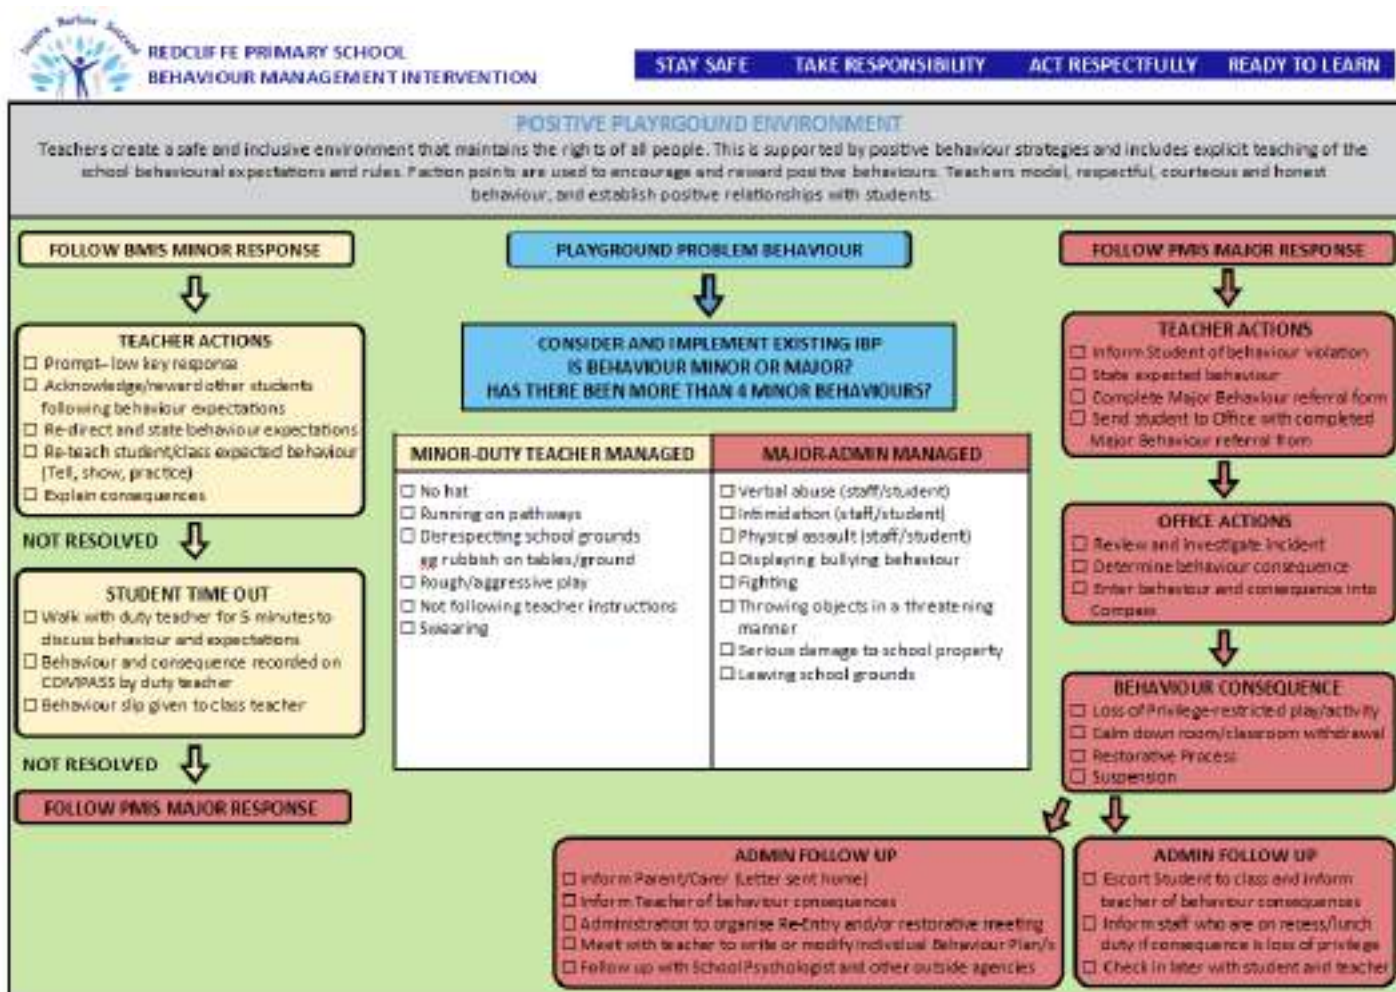 Inspire Nurture Succeed
REDCLIFFE PRIMARY SCHOOL
BEHAVIOUR MANAGEMENT INTERVENTION
STAY SAFE TAKE RESPONSIBILITY ACT RESPECTFULLY READY TO LEARN
POSITIVE PLAYRGOUND ENVIRONMENT
Teachers create a safe and inclusive environment that maintains the rights of all people. This is supported by positive behaviour strategies and includes explicit teaching of the
school behavioural expectations and rules. Faction points are used to encourage and reward positive behaviours. Teachers model, respectful, courteous and honest
behaviour, and establish positive relationships with students.
FOLLOW BMIS MINOR RESPONSE
TEACHER ACTIONS
☐ Prompt– low key response
☐ Acknowledge/reward other students
following behaviour expectations
☐ Re-direct and state behaviour expectations
☐ Re-teach student/class expected behaviour
(Tell, show, practice)
☐ Explain consequences
NOT RESOLVED
STUDENT TIME OUT
☐ Walk with duty teacher for 5 minutes to
discuss behaviour and expectations
☐ Behaviour and consequence recorded on
COMPASS by duty teacher
☐ Behaviour slip given to class teacher
NOT RESOLVED
FOLLOW PMIS MAJOR RESPONSE
PLAYGROUND PROBLEM BEHAVIOUR
CONSIDER AND IMPLEMENT EXISTING IBP
IS BEHAVIOUR MINOR OR MAJOR?
HAS THERE BEEN MORE THAN 4 MINOR BEHAVIOURS?
MINOR-DUTY TEACHER MANAGED
☐ No hat
☐ Running on pathways
☐ Disrespecting school grounds
eg rubbish on tables/ground
☐ Rough/aggressive play
☐ Not following teacher instructions
☐ Swearing
MAJOR-ADMIN MANAGED
☐ Verbal abuse (staff/student)
☐ Intimidation (staff/student)
☐ Physical assault (staff/student)
☐ Displaying bullying behaviour
☐ Fighting
☐ Throwing objects in a threatening
manner
☐ Serious damage to school property
☐ Leaving school grounds
FOLLOW PMIS MAJOR RESPONSE
TEACHER ACTIONS
☐ Inform Student of behaviour violation
☐ State expected behaviour
☐ Complete Major Behaviour referral form
☐ Send student to Office with completed
Major Behaviour referral from
OFFICE ACTIONS
☐ Review and investigate incident
☐ Determine behaviour consequence
☐ Enter behaviour and consequence into
Compass
BEHAVIOUR CONSEQUENCE
☐ Loss of Privilege-restricted play/activity
☐ Calm down room/classroom withdrawal
☐ Restorative Process
☐ Suspension
ADMIN FOLLOW UP
☐ Inform Parent/Carer (Letter sent home)
☐ Inform Teacher of behaviour consequences
☐ Administration to organise Re-Entry and/or restorative meeting
☐ Meet with teacher to write or modify Individual Behaviour Plan/s
☐ Follow up with School Psychologist and other outside agencies
ADMIN FOLLOW UP
☐ Escort Student to class and inform
teacher of behaviour consequences
☐ Inform staff who are on recess/lunch
duty if consequence is loss of privilege
☐ Check in later with student and teacher